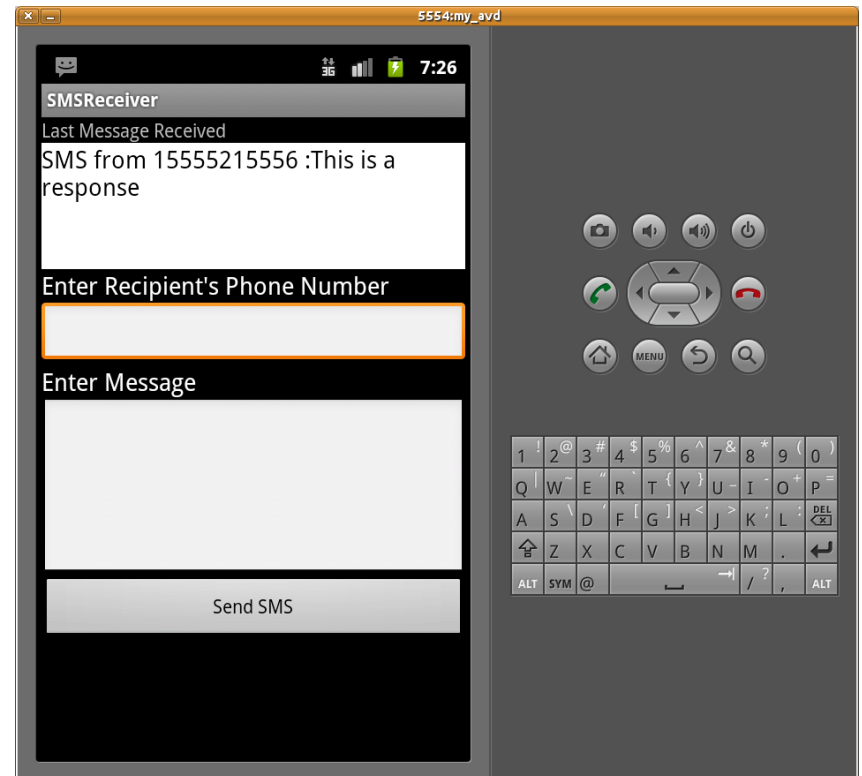 5554:my_avd
3G 7:26
SMSReceiver
Last Message Received
SMS from 15555215556 :This is a
response
Enter Recipient's Phone Number
Enter Message
Send SMS
MENU
1 ! 2 @ 3 # 4 $ 5 % 6 ^ 7 & 8 * 9 ( 0 )
Q | W ~ E " R ` T { Y } U _ I - O + P =
A S \ D ' F [ G ] H < J > K ; L : DEL
Z X C V B N M .
ALT SYM @ / ? , ALT